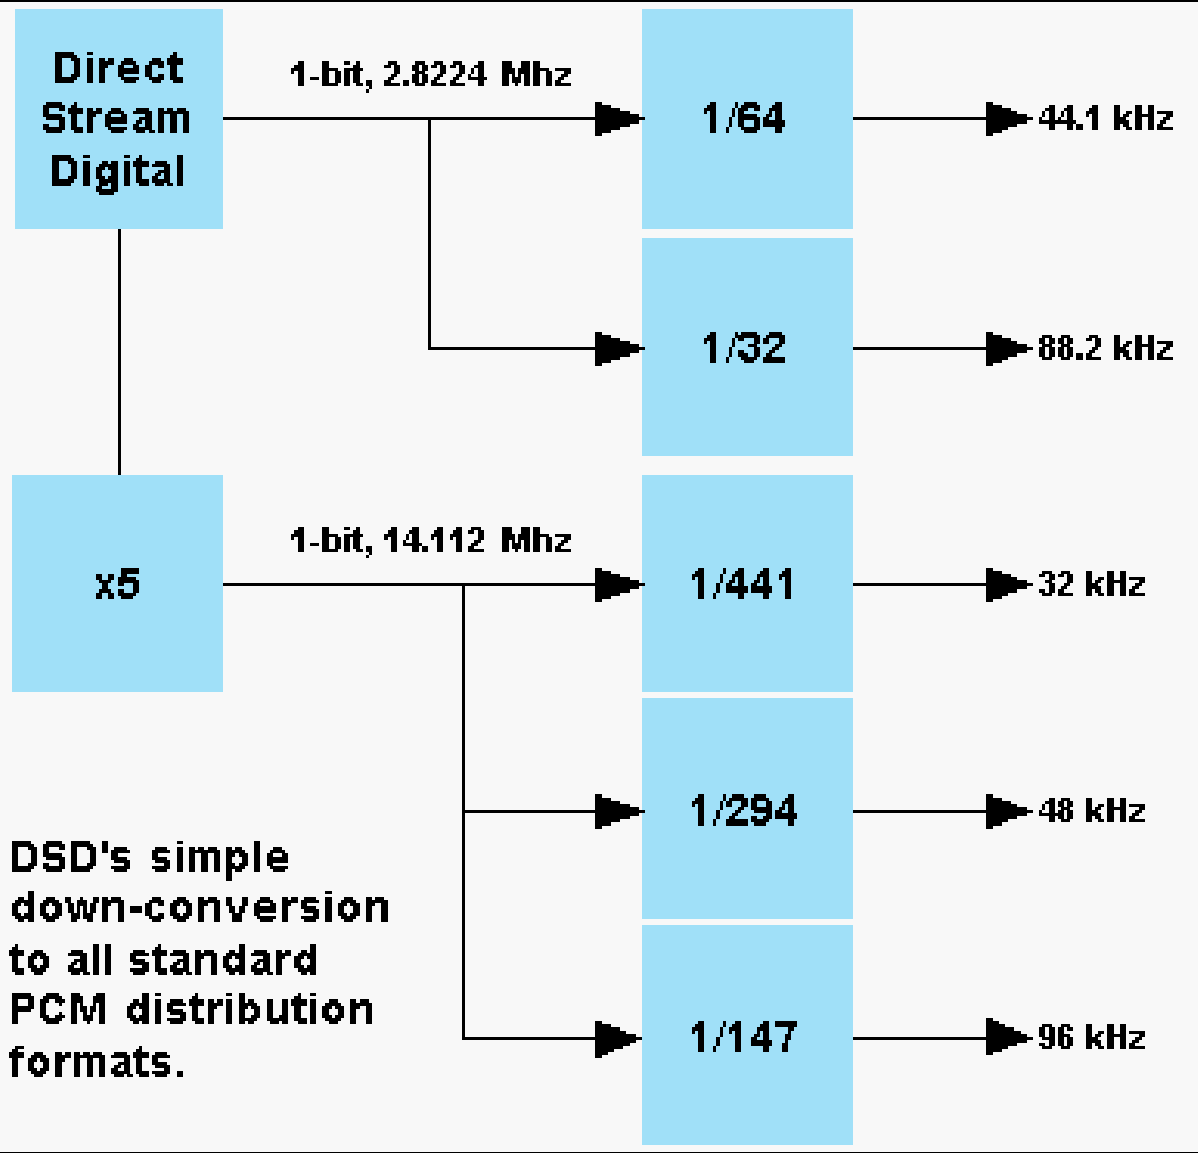 Direct
Stream
Digital
1-bit, 2.8224 Mhz
1/64
44.1 kHz
1/32
88.2 kHz
x5
1-bit, 14.112 Mhz
1/441
32 kHz
1/294
48 kHz
1/147
96 kHz
DSD's simple
down-conversion
to all standard
PCM distribution
formats.